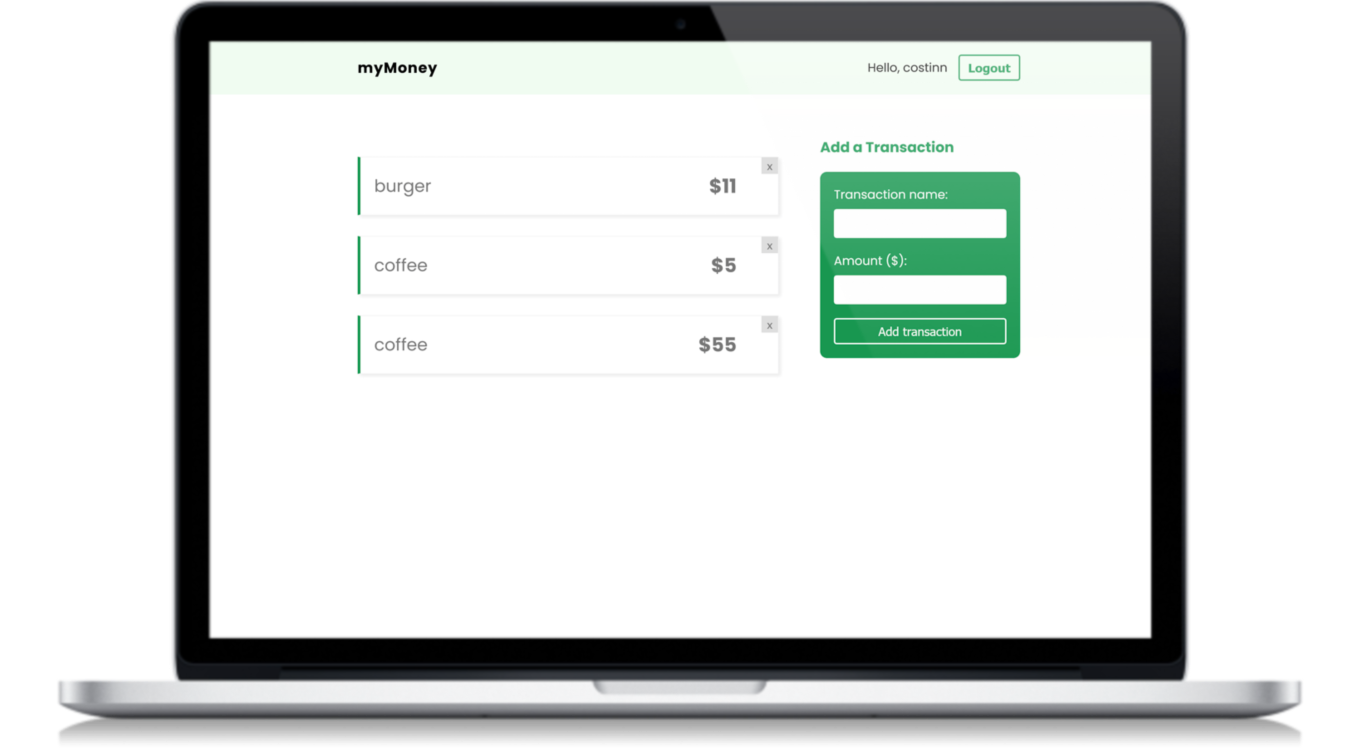 myMoney
Hello, costinn
Logout
Add a Transaction
x
burger
$11
x
coffee
$5
x
coffee
$55
Transaction name:
Amount ($):
Add transaction